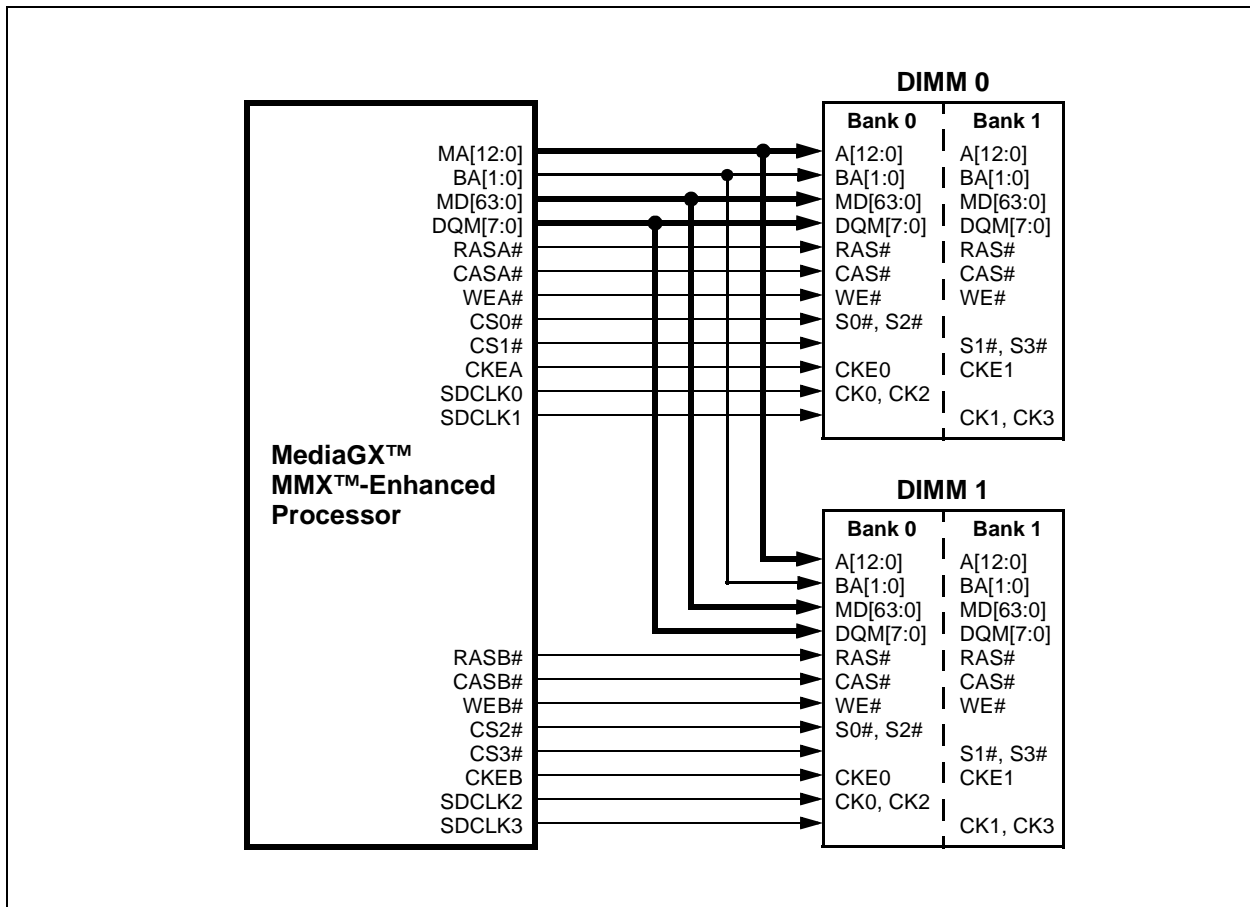 DIMM 0
Bank 0 Bank 1
MA[12:0] A[12:0] A[12:0]
BA[1:0] BA[1:0] BA[1:0]
MD[63:0] MD[63:0] MD[63:0]
DQM[7:0] DQM[7:0] DQM[7:0]
RASA# RAS# RAS#
CASA# CAS# CAS#
WEA# WE# WE#
CS0# S0#, S2#
CS1# S1#, S3#
CKEA CKE0 CKE1
SDCLK0 CK0, CK2
SDCLK1 CK1, CK3
MediaGX™
MMX™-Enhanced
Processor
DIMM 1
Bank 0 Bank 1
A[12:0] A[12:0]
BA[1:0] BA[1:0]
MD[63:0] MD[63:0]
DQM[7:0] DQM[7:0]
RASB# RAS# RAS#
CASB# CAS# CAS#
WEB# WE# WE#
CS2# S0#, S2#
CS3# S1#, S3#
CKEB CKE0 CKE1
SDCLK2 CK0, CK2
SDCLK3 CK1, CK3